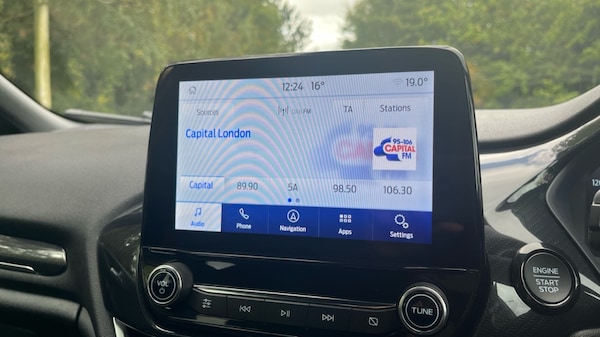 12:24 16° 19.0°
Sources FM TA Stations
Capital London
95-106
CAPITAL
FM
Capital 89.90 5A 98.50 106.30
Audio Phone Navigation Apps Settings
VOL
TUNE
ENGINE
START
STOP